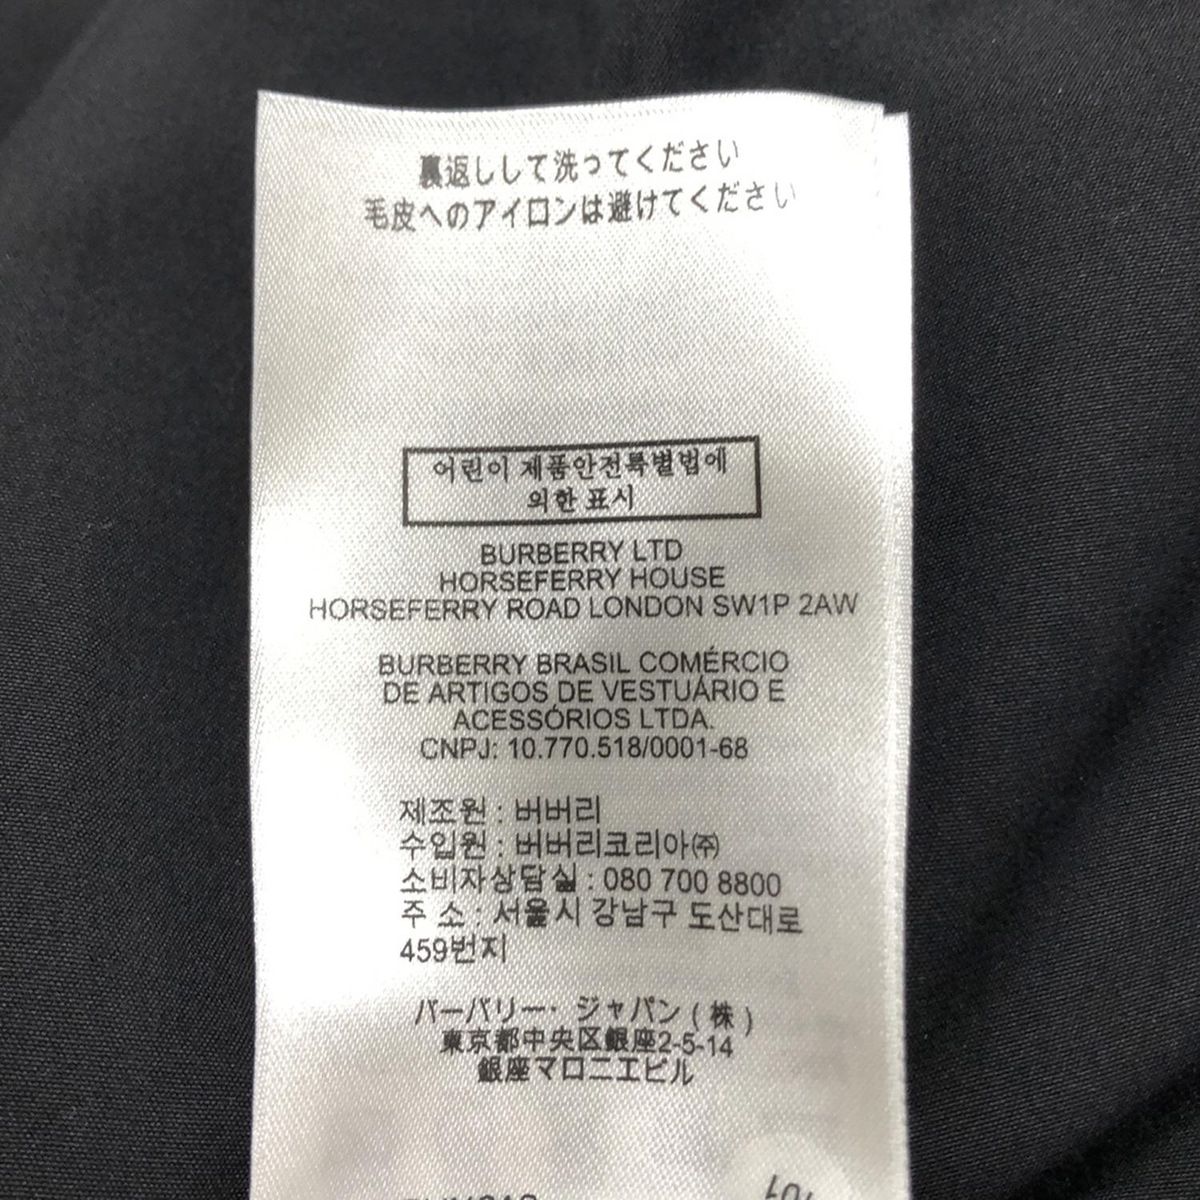 裏返しして洗ってください
毛皮へのアイロンは避けてください
어린이 제품안전특별법에
의한 표시
BURBERRY LTD
HORSEFERRY HOUSE
HORSEFERRY ROAD LONDON SW1P 2AW
BURBERRY BRASIL COMÉRCIO
DE ARTIGOS DE VESTUÁRIO E
ACESSÓRIOS LTDA.
CNPJ: 10.770.518/0001-68
제조원 : 버버리
수입원 : 버버리코리아㈜
소비자상담실 : 080 700 8800
주 소 : 서울시 강남구 도산대로
459번지
バーバリー・ジャパン (株)
東京都中央区銀座2-5-14
銀座マロニエビル